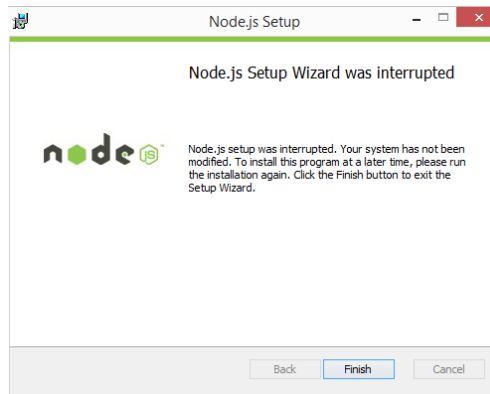 Node.js Setup
Node.js Setup Wizard was interrupted
node JS
Node.js setup was interrupted. Your system has not been
modified. To install this program at a later time, please run
the installation again. Click the Finish button to exit the
Setup Wizard.
Back Finish Cancel